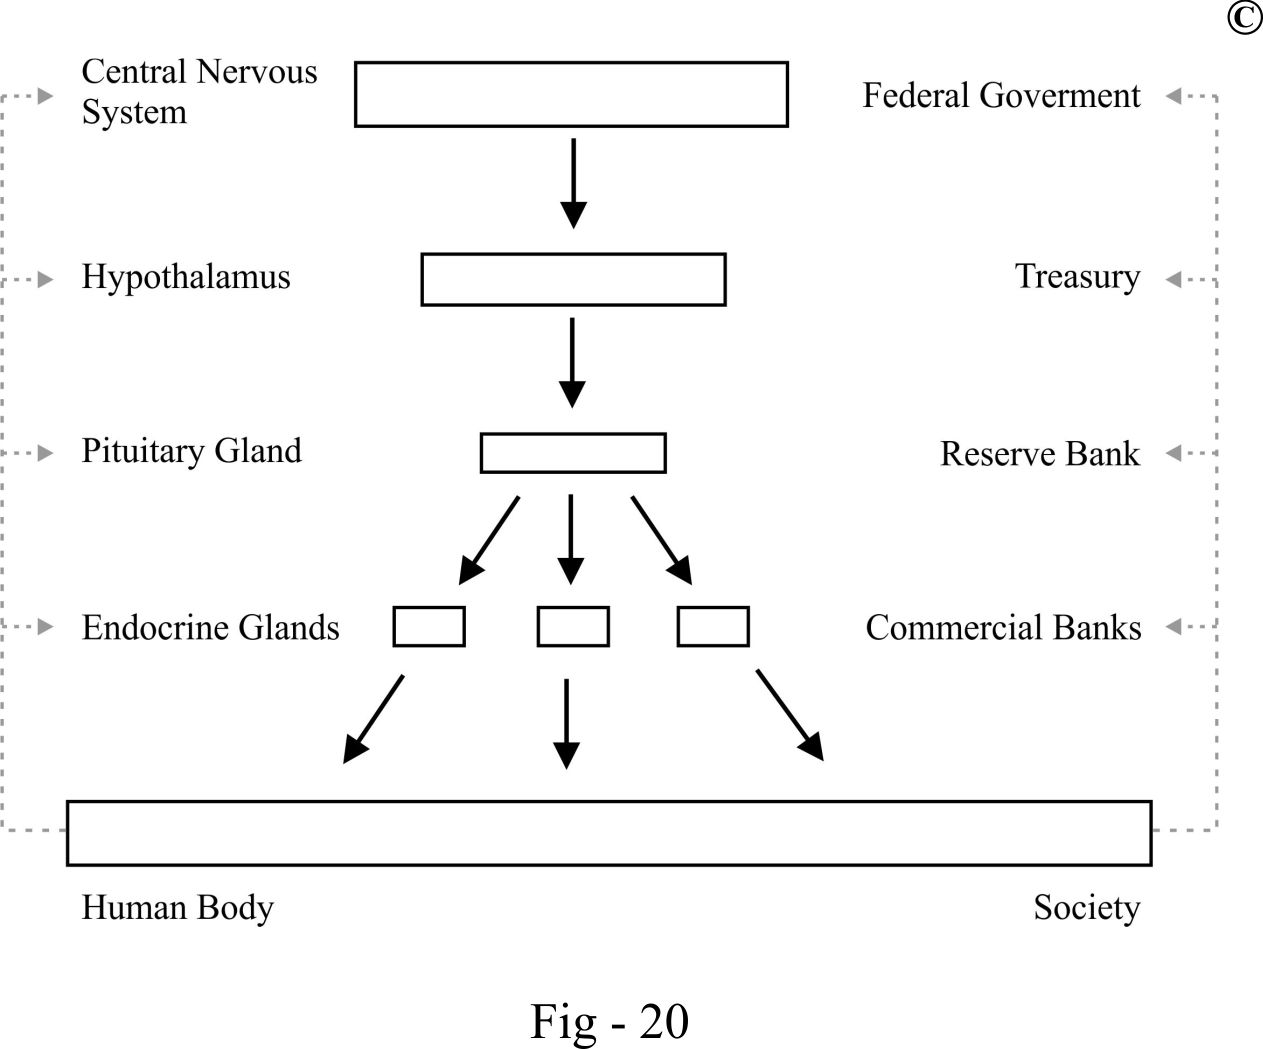 ©
Central Nervous
System
Federal Goverment
Hypothalamus
Treasury
Pituitary Gland
Reserve Bank
Endocrine Glands
Commercial Banks
Human Body
Society
Fig - 20